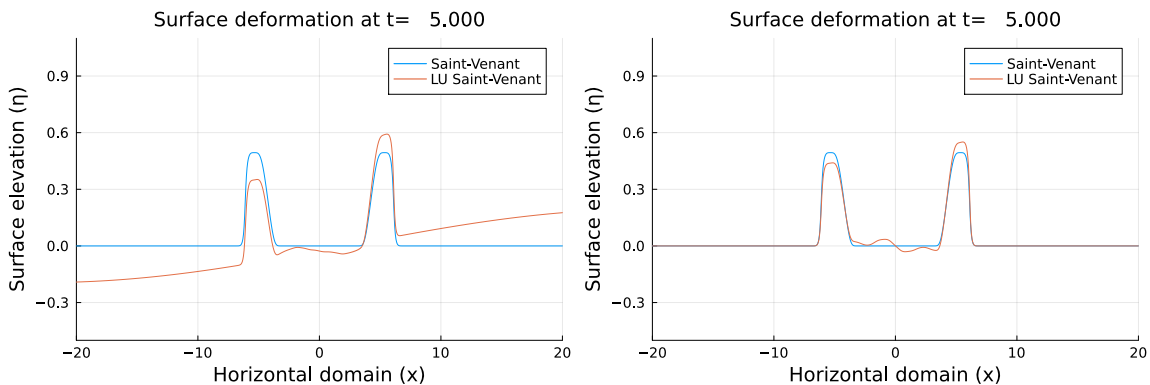 Surface deformation at t=   5.000
Surface elevation (η)
0.9
0.6
0.3
0.0
−0.3
Saint-Venant
LU Saint-Venant
−20
−10
0
10
20
Horizontal domain (x)
Surface deformation at t=   5.000
Surface elevation (η)
0.9
0.6
0.3
0.0
−0.3
Saint-Venant
LU Saint-Venant
−20
−10
0
10
20
Horizontal domain (x)